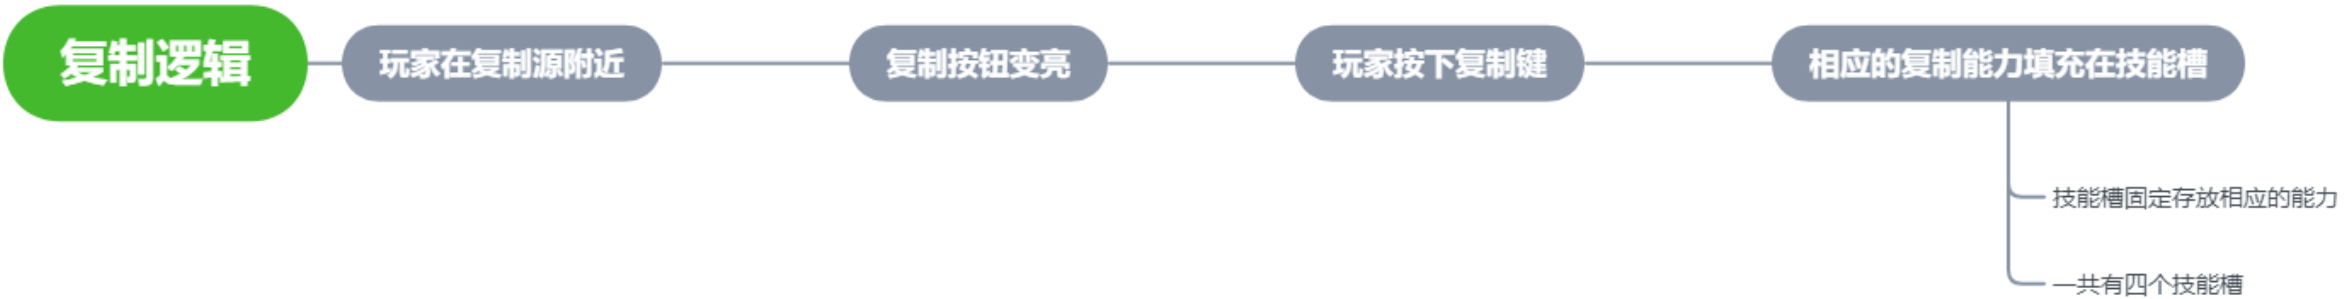 复制逻辑
玩家在复制源附近
复制按钮变亮
玩家按下复制键
相应的复制能力填充在技能槽
技能槽固定存放相应的能力
一共有四个技能槽